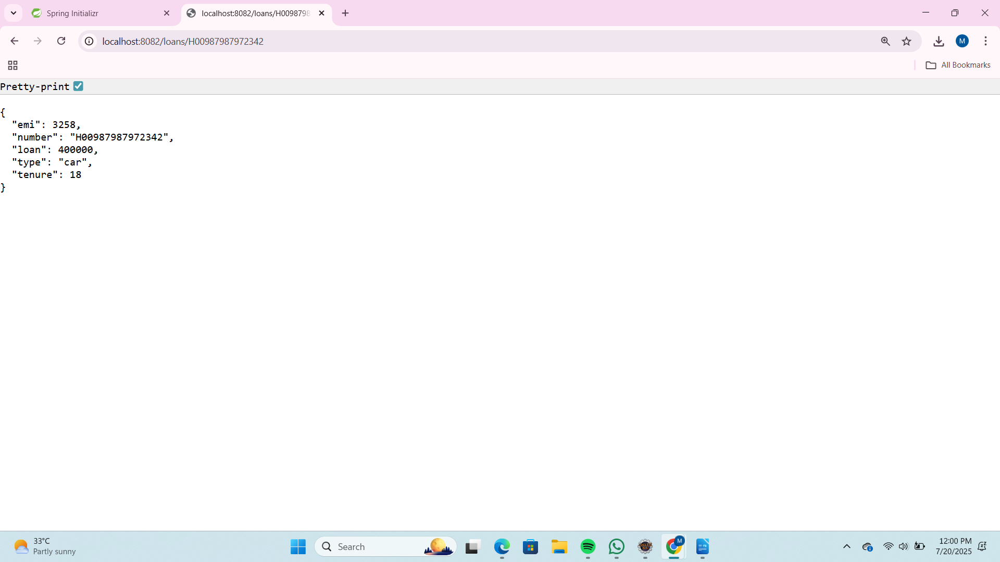 Spring Initializr
localhost:8082/loans/H0098798
localhost:8082/loans/H00987987972342
M
All Bookmarks
Pretty-print
{
"emi": 3258,
"number": "H00987987972342",
"loan": 400000,
"type": "car",
"tenure": 18
}
33°C
Partly sunny
Search
M
12:00 PM
7/20/2025